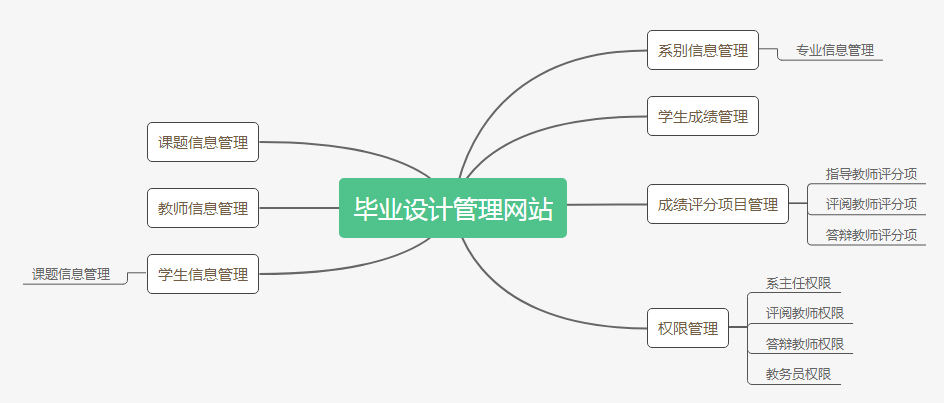 毕业设计管理网站
系别信息管理
专业信息管理
学生成绩管理
成绩评分项目管理
指导教师评分项
评阅教师评分项
答辩教师评分项
权限管理
系主任权限
评阅教师权限
答辩教师权限
教务员权限
课题信息管理
教师信息管理
学生信息管理
课题信息管理